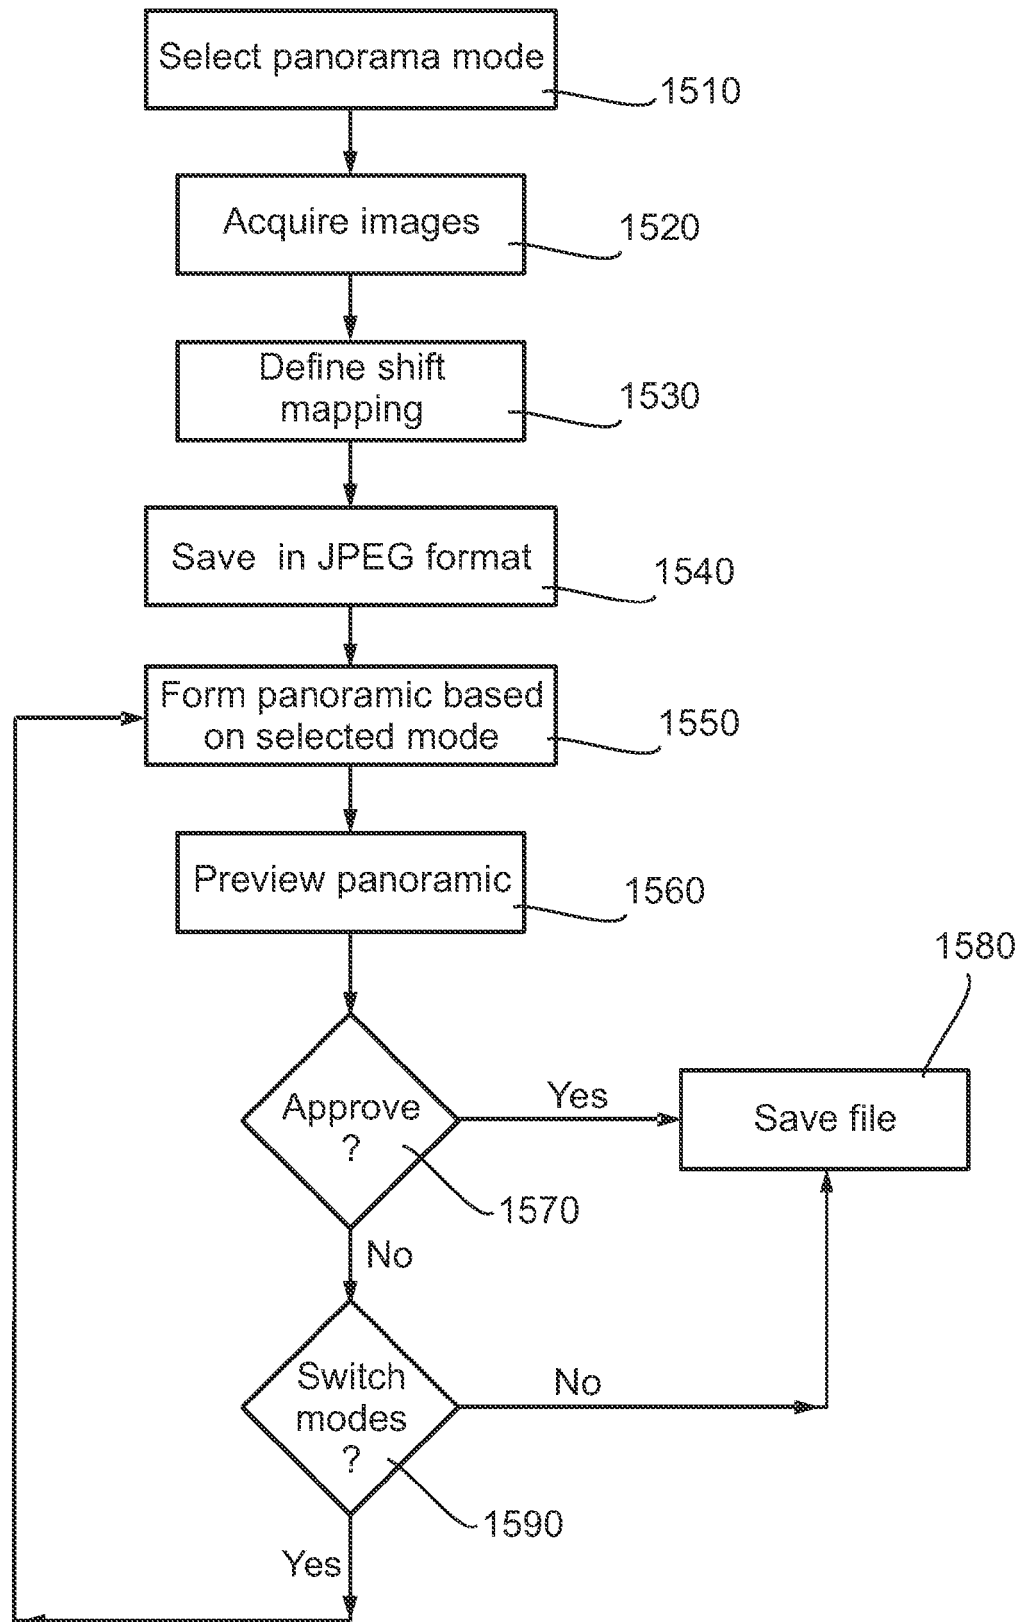 Select panorama mode
1510
Acquire images
1520
Define shift
mapping
1530
Save in JPEG format
1540
Form panoramic based
on selected mode
1550
Preview panoramic
1560
1580
Approve
?
Yes
Save file
1570
No
Switch
modes
?
No
1590
Yes